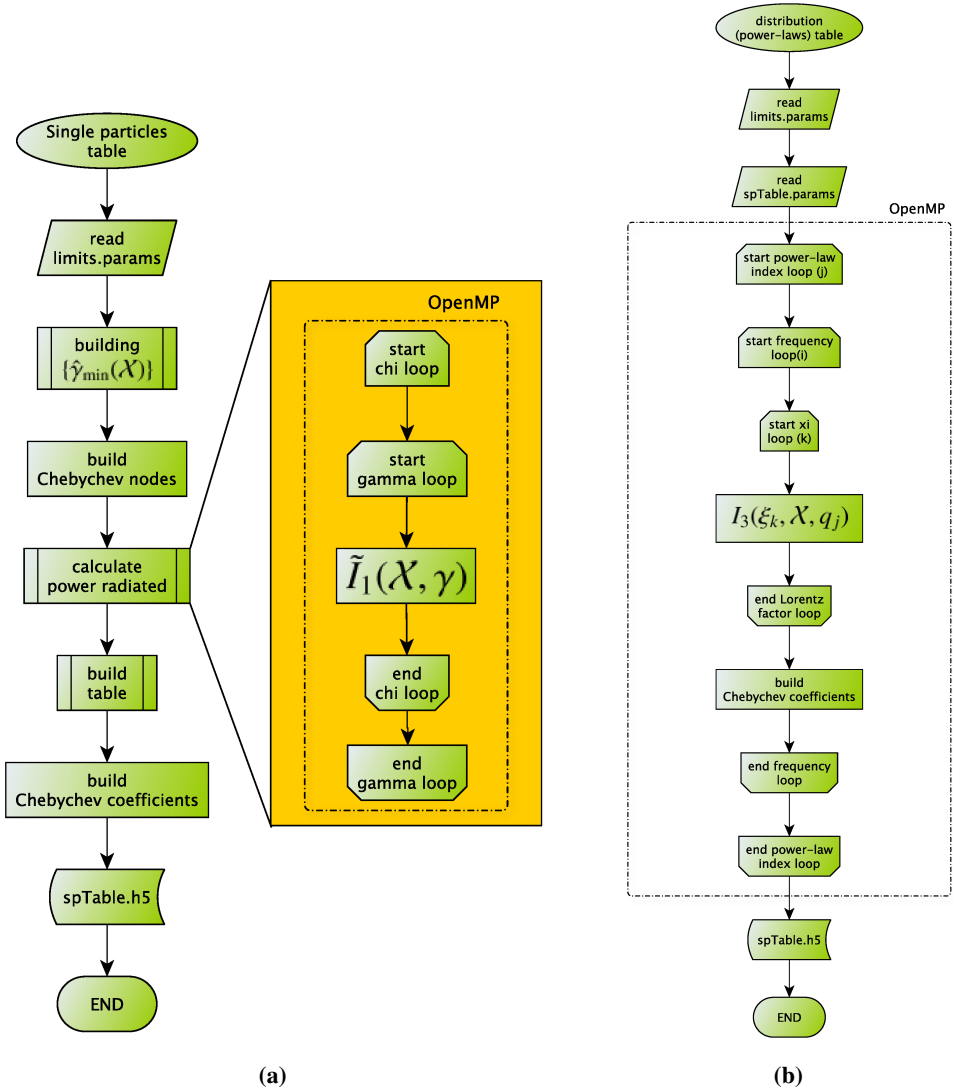 Single particles
table
read
limits.params
building
{γ̂min(X)}
build
Chebychev nodes
calculate
power radiated
build
table
build
Chebychev coefficients
spTable.h5
END
OpenMP
start
chi loop
start
gamma loop
Ĩ1(X, γ)
end
chi loop
end
gamma loop
(a)
distribution
(power-laws) table
read
limits.params
read
spTable.params
OpenMP
start power-law
index loop (j)
start frequency
loop(i)
start xi
loop (k)
I3(ξk, X, qj)
end Lorentz
factor loop
build
Chebychev coefficients
end frequency
loop
end power-law
index loop
spTable.h5
END
(b)